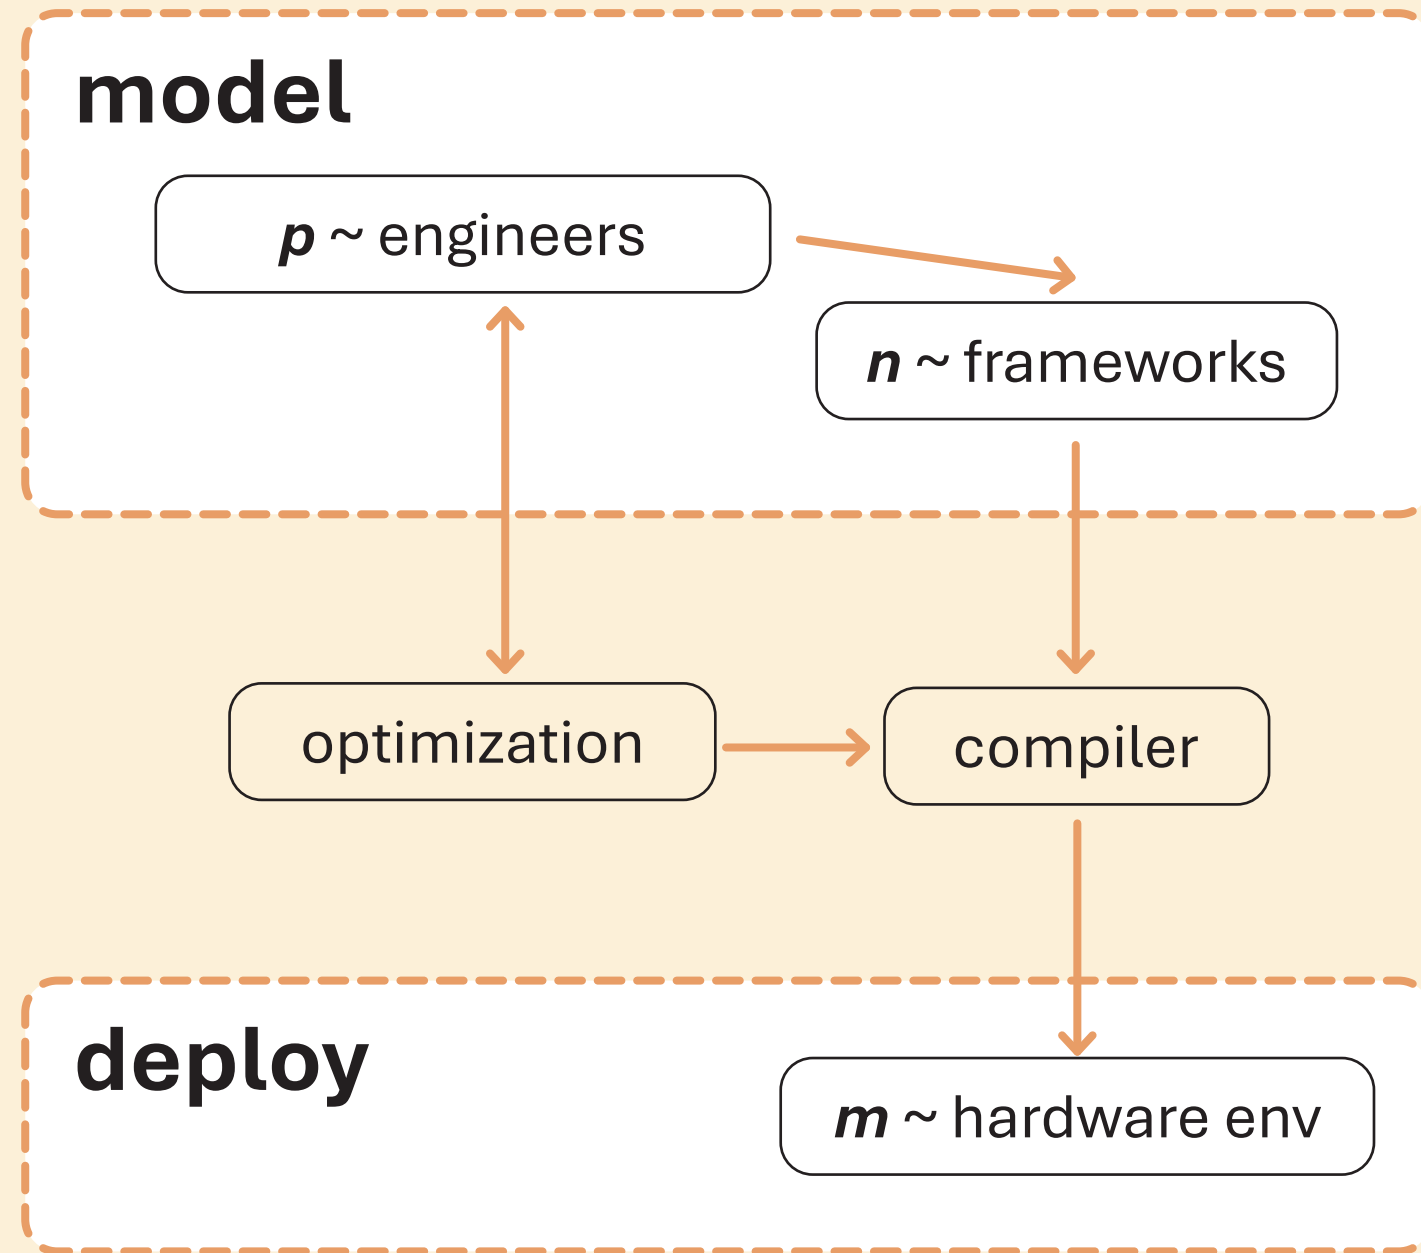 model
p ~ engineers
n ~ frameworks
optimization
compiler
deploy
m ~ hardware env